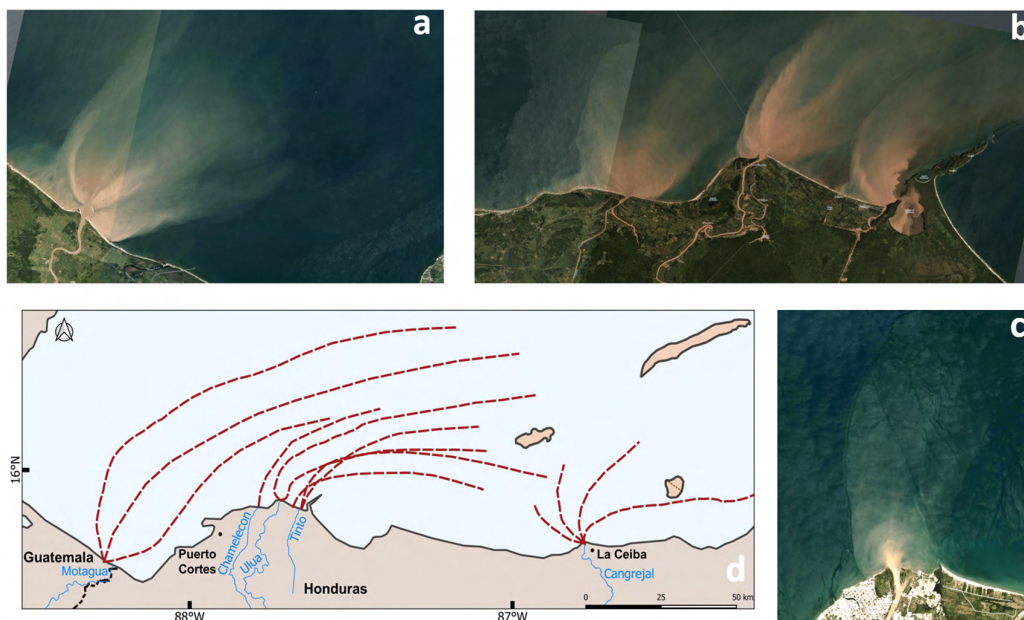 a
b
16°N
Guatemala
Motagua
Puerto
Cortes
Chamelecon
Ulua
Tinto
Honduras
La Ceiba
Cangrejal
d
0
25
50 km
88°W
87°W
c